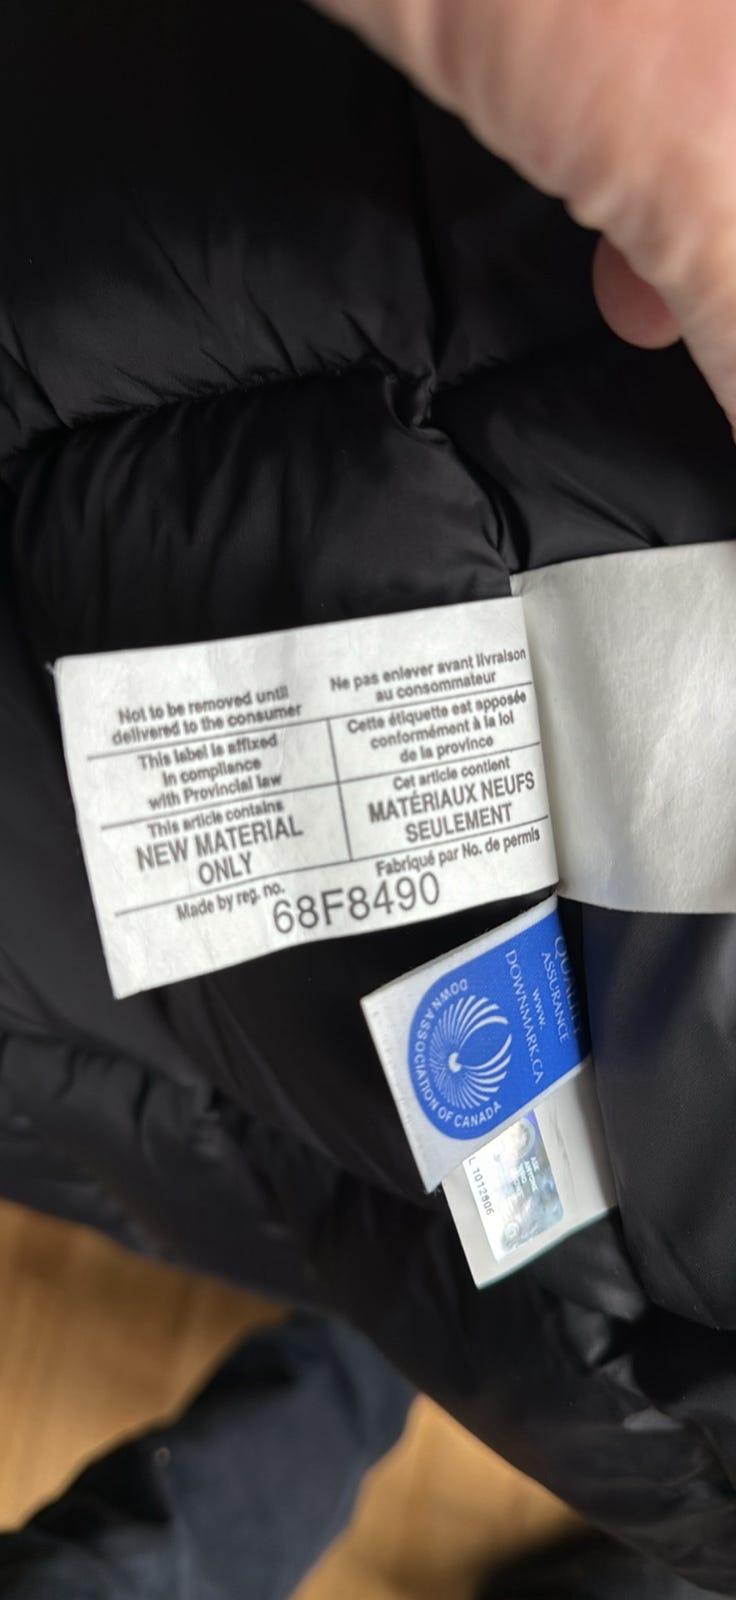 Not to be removed until
delivered to the consumer
Ne pas enlever avant livraison
au consommateur
This label is affixed
in compliance
with Provincial law
Cette étiquette est apposée
conformément à la loi
de la province
This article contains
NEW MATERIAL
ONLY
Cet article contient
MATÉRIAUX NEUFS
SEULEMENT
Made by reg. no.
Fabriqué par No. de permis
68F8490
QUALITY
ASSURANCE
WWW.
DOWNMARK.CA
DOWN ASSOCIATION OF CANADA
L 1012806